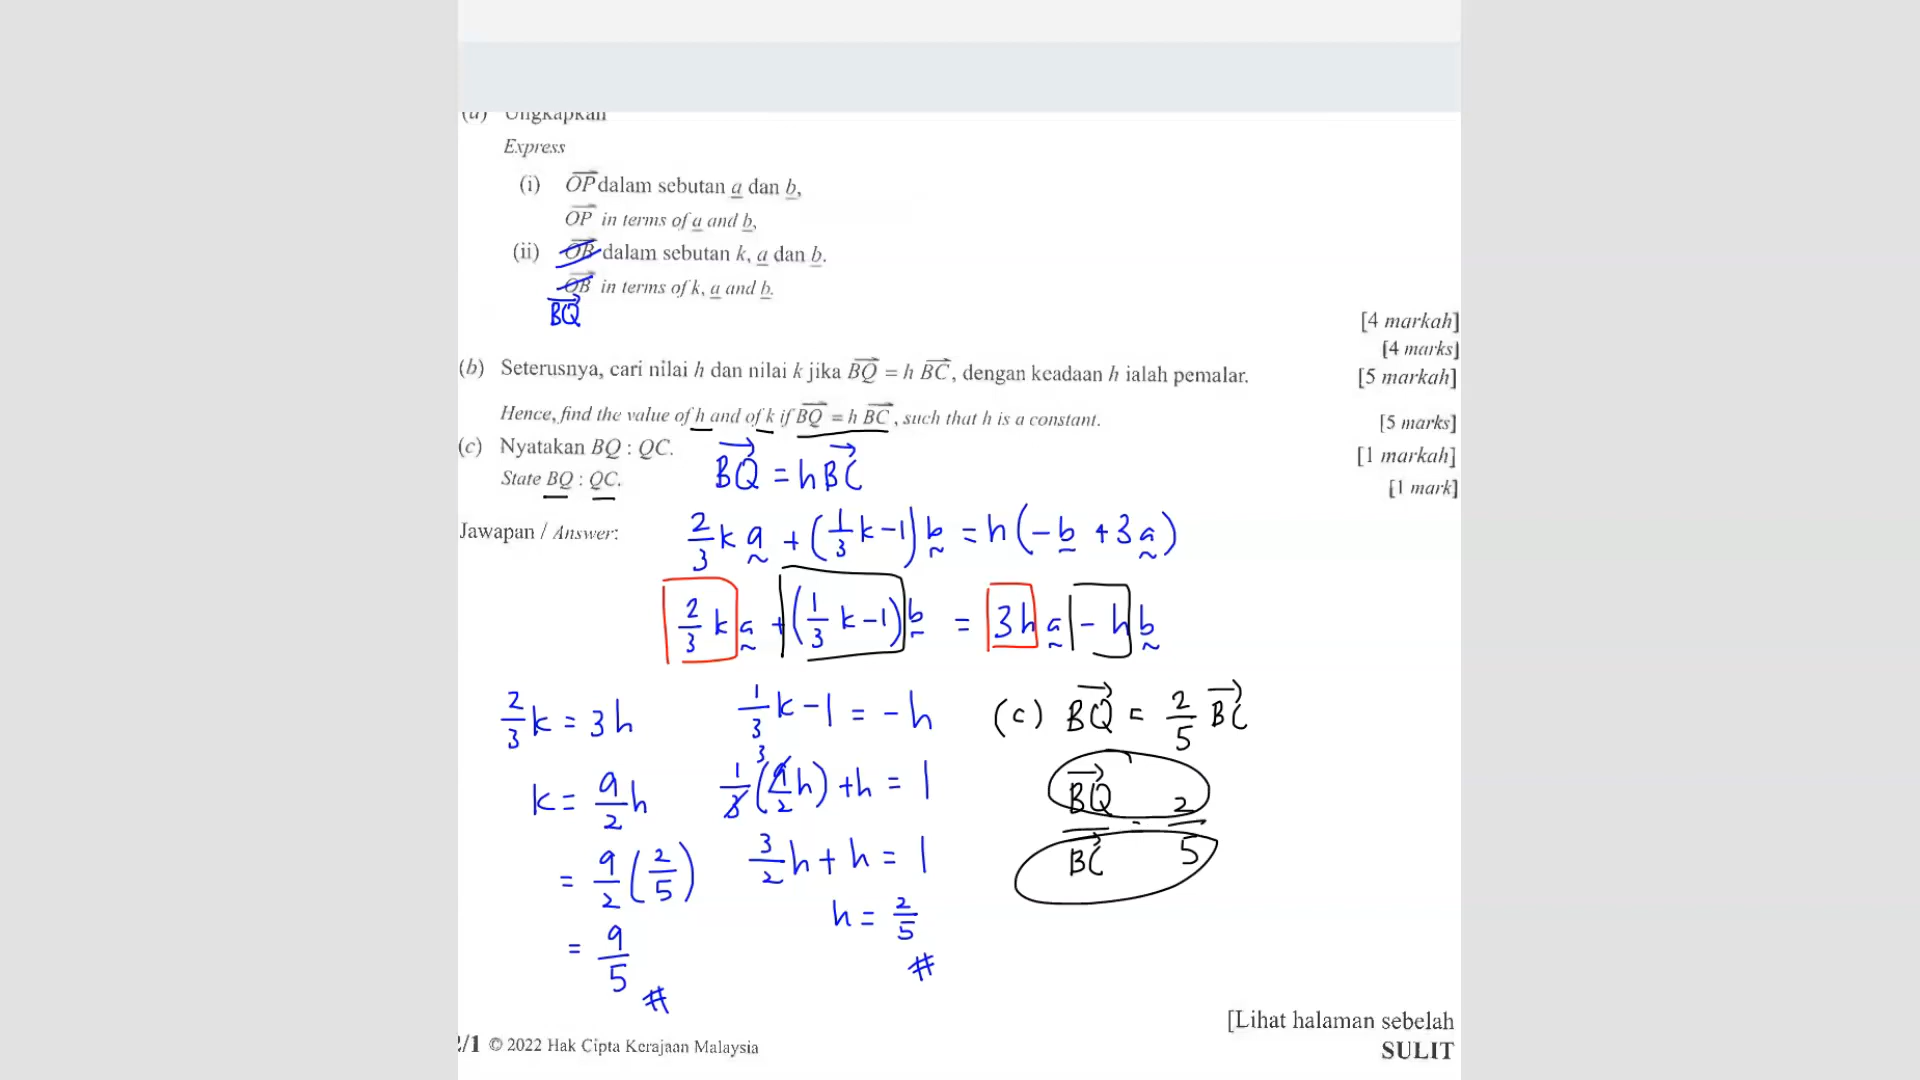 (a) Ungkapkan
Express
(i) OP dalam sebutan a dan b,
OP in terms of a and b,
(ii) OB dalam sebutan k, a dan b.
OB in terms of k, a and b.
BQ
[4 markah]
[4 marks]
(b) Seterusnya, cari nilai h dan nilai k jika BQ = h BC, dengan keadaan h ialah pemalar. [5 markah]
Hence, find the value of h and of k if BQ = h BC, such that h is a constant. [5 marks]
(c) Nyatakan BQ : QC. [1 markah]
State BQ : QC. [1 mark]
BQ = hBC
Jawapan / Answer:
2/3 k a + (1/3 k - 1) b = h(-b + 3a)
2/3 k a + (1/3 k - 1) b = 3h a - h b
2/3 k = 3h
k = 9/2 h
= 9/2 (2/5)
= 9/5 #
1/3 k - 1 = -h
1/3 (9/2 h) + h = 1
3
3/2 h + h = 1
h = 2/5
#
(c) BQ = 2/5 BC
BQ/BC = 2/5
[Lihat halaman sebelah
2/1 © 2022 Hak Cipta Kerajaan Malaysia
SULIT